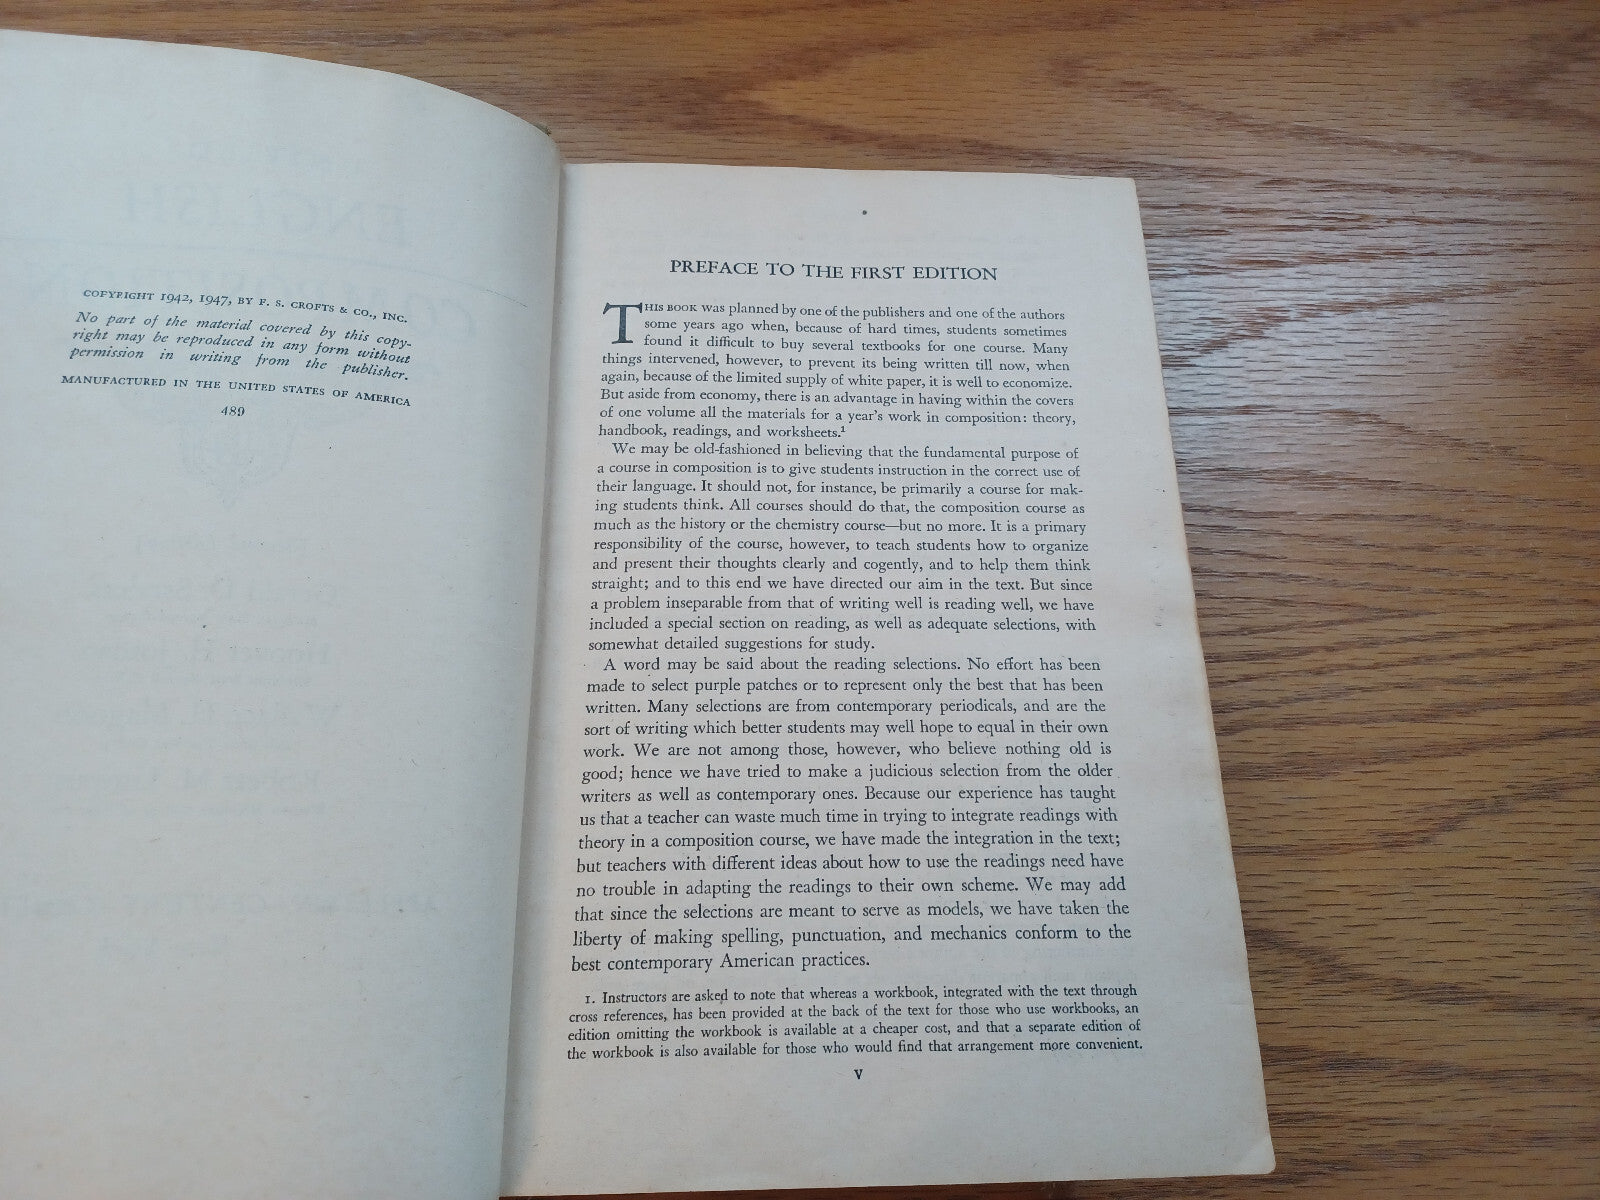 COPYRIGHT 1942, 1947, BY F. S. CROFTS & CO., INC.
No part of the material covered by this copy-
right may be reproduced in any form without
permission in writing from the publisher.
MANUFACTURED IN THE UNITED STATES OF AMERICA
489
PREFACE TO THE FIRST EDITION
THIS BOOK was planned by one of the publishers and one of the authors
some years ago when, because of hard times, students sometimes
found it difficult to buy several textbooks for one course. Many
things intervened, however, to prevent its being written till now, when
again, because of the limited supply of white paper, it is well to economize.
But aside from economy, there is an advantage in having within the covers
of one volume all the materials for a year's work in composition: theory,
handbook, readings, and worksheets.¹
We may be old-fashioned in believing that the fundamental purpose of
a course in composition is to give students instruction in the correct use of
their language. It should not, for instance, be primarily a course for mak-
ing students think. All courses should do that, the composition course as
much as the history or the chemistry course—but no more. It is a primary
responsibility of the course, however, to teach students how to organize
and present their thoughts clearly and cogently, and to help them think
straight; and to this end we have directed our aim in the text. But since
a problem inseparable from that of writing well is reading well, we have
included a special section on reading, as well as adequate selections, with
somewhat detailed suggestions for study.
A word may be said about the reading selections. No effort has been
made to select purple patches or to represent only the best that has been
written. Many selections are from contemporary periodicals, and are the
sort of writing which better students may well hope to equal in their own
work. We are not among those, however, who believe nothing old is
good; hence we have tried to make a judicious selection from the older
writers as well as contemporary ones. Because our experience has taught
us that a teacher can waste much time in trying to integrate readings with
theory in a composition course, we have made the integration in the text;
but teachers with different ideas about how to use the readings need have
no trouble in adapting the readings to their own scheme. We may add
that since the selections are meant to serve as models, we have taken the
liberty of making spelling, punctuation, and mechanics conform to the
best contemporary American practices.
1. Instructors are asked to note that whereas a workbook, integrated with the text through
cross references, has been provided at the back of the text for those who use workbooks, an
edition omitting the workbook is available at a cheaper cost, and that a separate edition of
the workbook is also available for those who would find that arrangement more convenient.
V